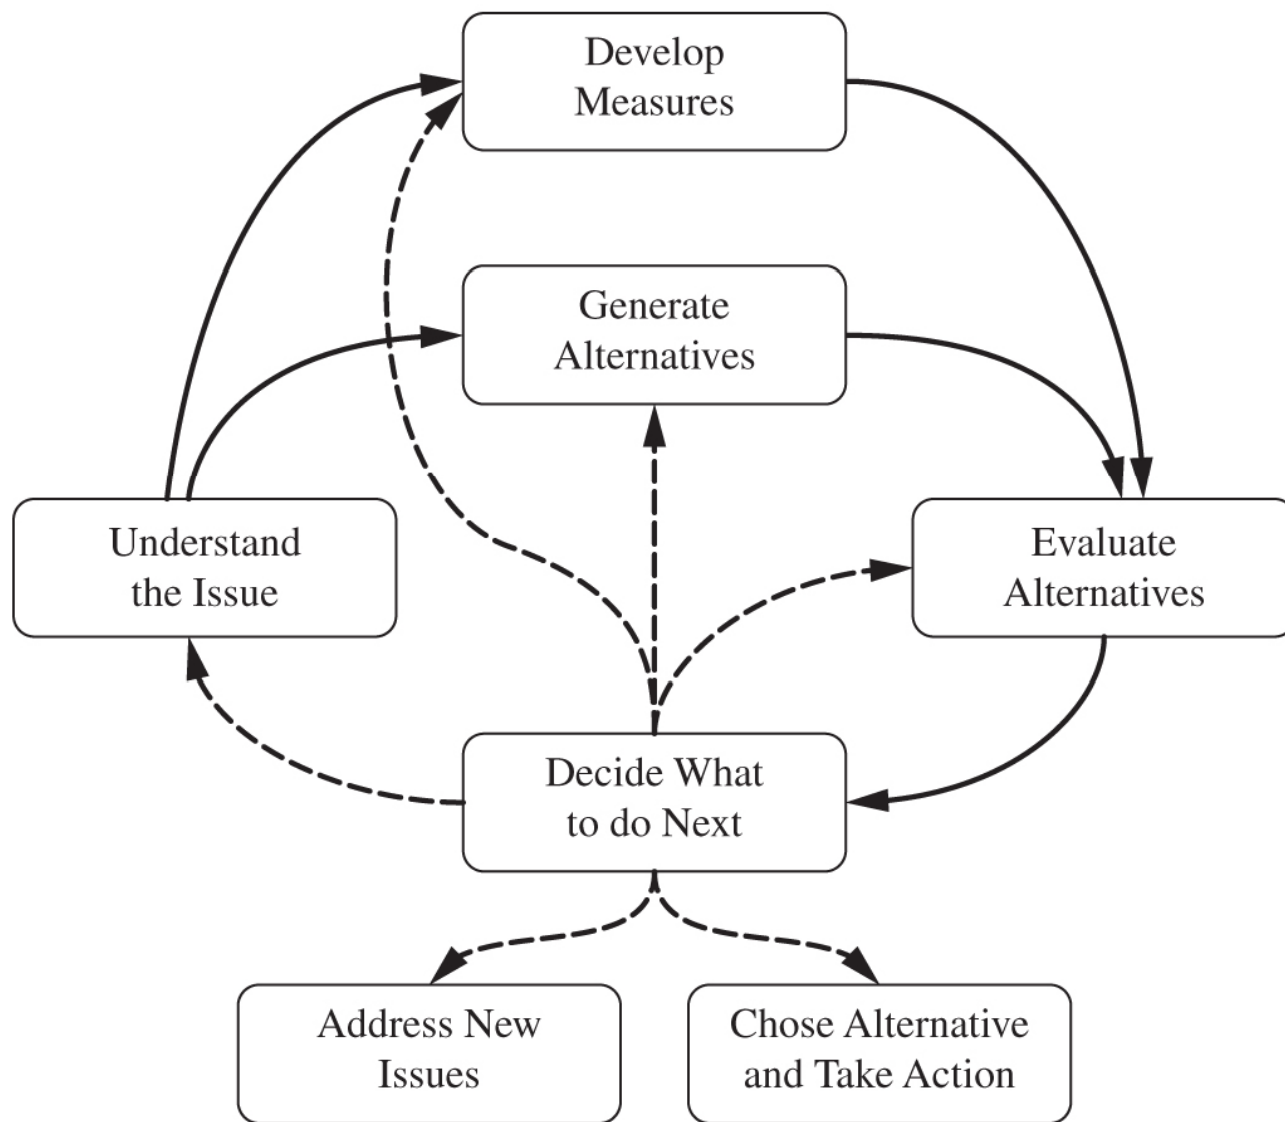 Develop
Measures
Generate
Alternatives
Understand
the Issue
Evaluate
Alternatives
Decide What
to do Next
Address New
Issues
Chose Alternative
and Take Action